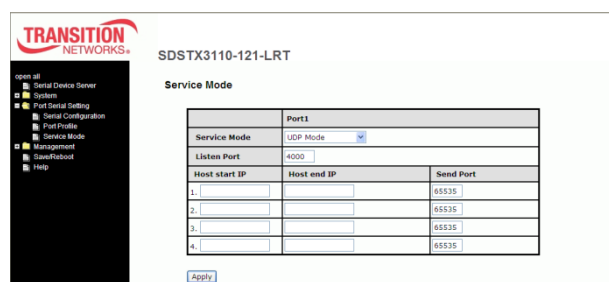 TRANSITION
NETWORKS®
SDSTX3110-121-LRT
open all
Serial Device Server
System
Port Serial Setting
Serial Configuration
Port Profile
Service Mode
Management
Save/Reboot
Help
Service Mode
Port1
Service Mode UDP Mode
Listen Port 4000
Host start IP Host end IP Send Port
1. 65535
2. 65535
3. 65535
4. 65535
Apply